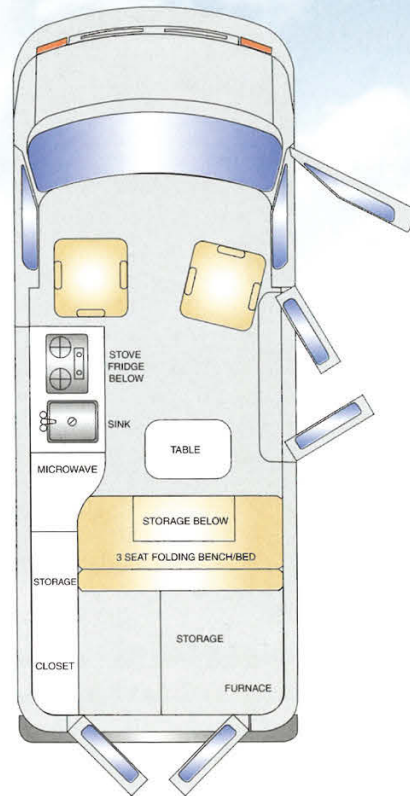 STOVE
FRIDGE
BELOW
SINK
TABLE
MICROWAVE
STORAGE BELOW
3 SEAT FOLDING BENCH/BED
STORAGE
STORAGE
CLOSET
FURNACE